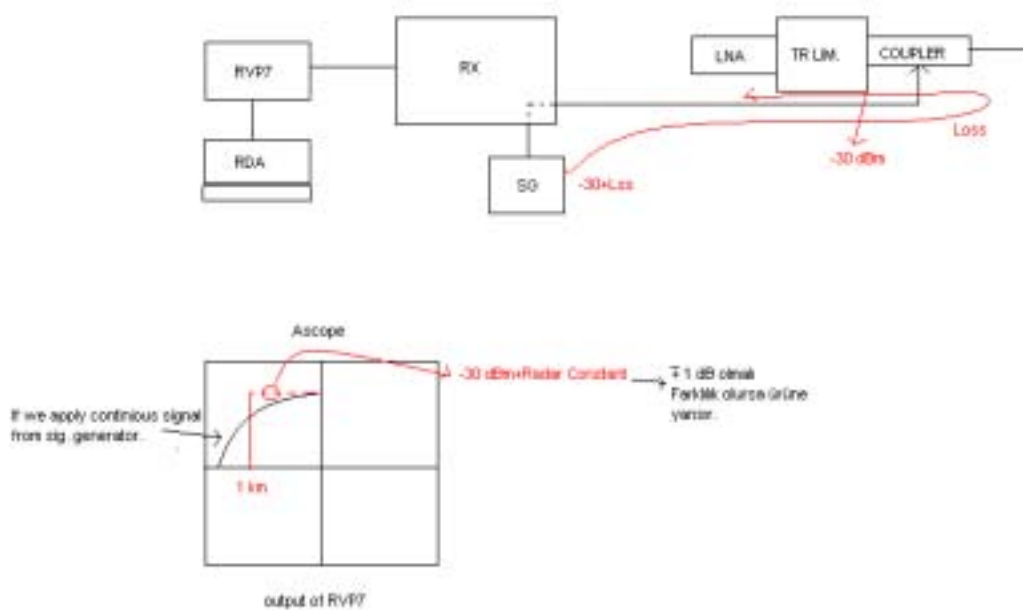 RVP7
RX
LNA
TR LIM.
COUPLER
RDA
SG
-30+Lss
-30 dBm
Loss
Ascope
-30 dBm+Radar Constant
∓1 dB olmalı
Farklılık olursa ürüne
yansır.
If we apply continious signal
from sig. generator.
1 km
output of RVP7